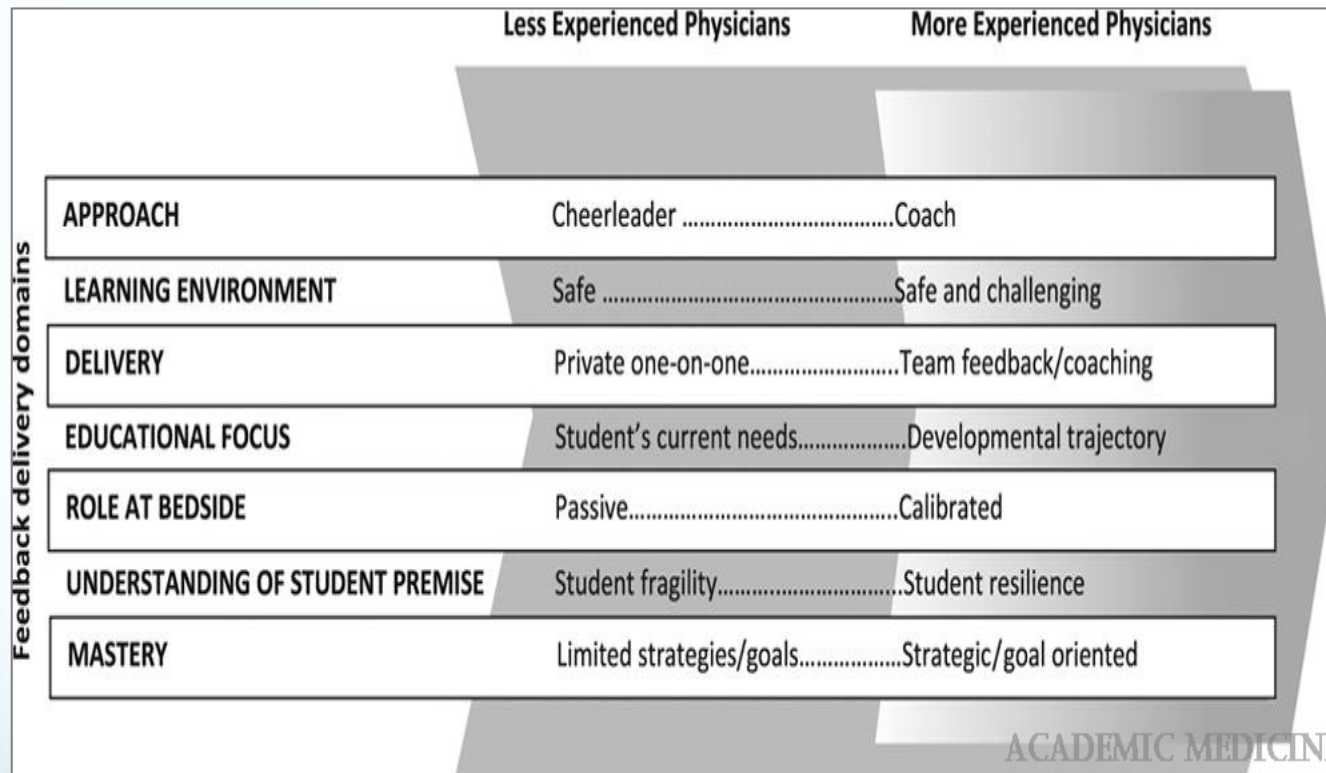 Less Experienced Physicians More Experienced Physicians
Feedback delivery domains
APPROACH Cheerleader ....................................Coach
LEARNING ENVIRONMENT Safe ..................................................Safe and challenging
DELIVERY Private one-on-one..........................Team feedback/coaching
EDUCATIONAL FOCUS Student’s current needs...................Developmental trajectory
ROLE AT BEDSIDE Passive..............................................Calibrated
UNDERSTANDING OF STUDENT PREMISE Student fragility..............................Student resilience
MASTERY Limited strategies/goals..................Strategic/goal oriented
ACADEMIC MEDICIN